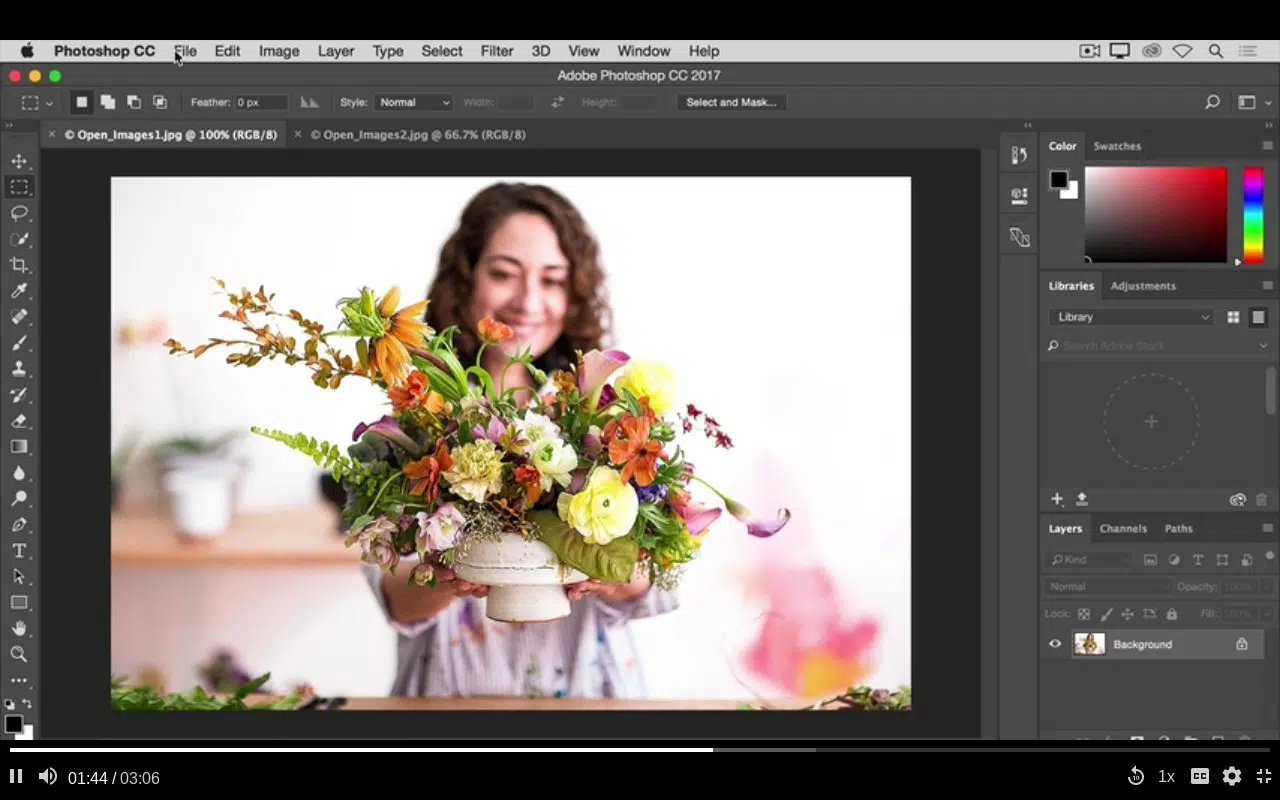 Photoshop CC File Edit Image Layer Type Select Filter 3D View Window Help
Adobe Photoshop CC 2017
Feather: 0 px Style: Normal Width: Height: Select and Mask...
× © Open_Images1.jpg @ 100% (RGB/8) × © Open_Images2.jpg @ 66.7% (RGB/8)
Color Swatches
Libraries Adjustments
Library
Search Adobe Stock
Layers Channels Paths
Kind
Normal Opacity: 100%
Lock: Fill: 100%
Background
T
01:44 / 03:06
10
1x
CC